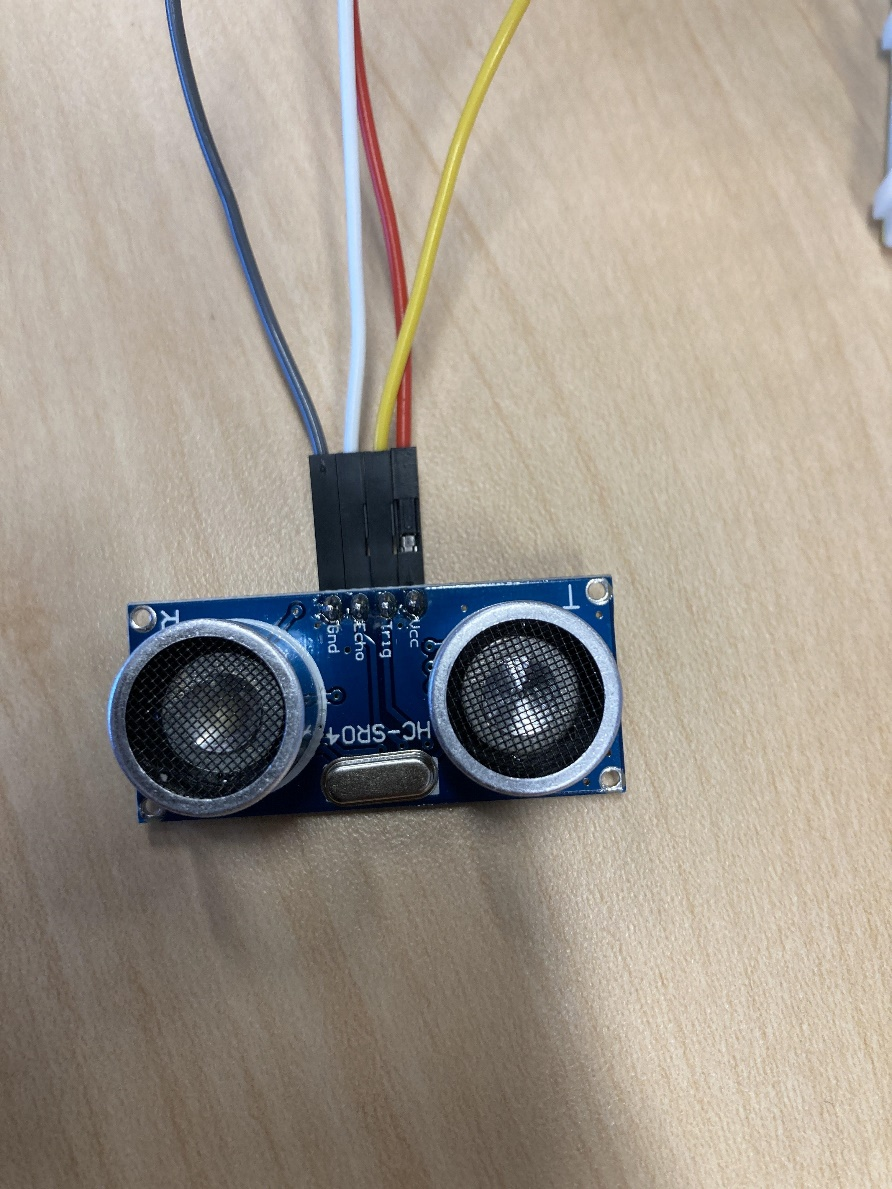 R
T
Vcc
Trig
Echo
Gnd
HC-SR04